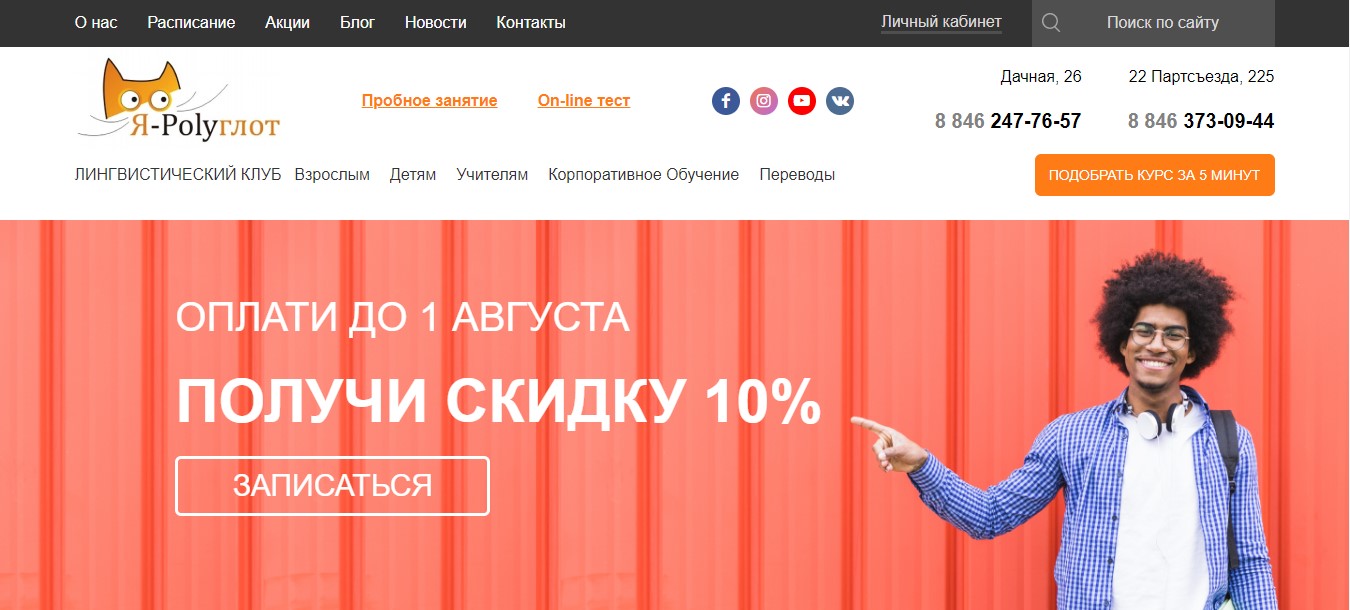 О нас Расписание Акции Блог Новости Контакты Личный кабинет Поиск по сайту
Я-Polyглот
Пробное занятие On-line тест
Дачная, 26 22 Партсъезда, 225
8 846 247-76-57 8 846 373-09-44
ЛИНГВИСТИЧЕСКИЙ КЛУБ Взрослым Детям Учителям Корпоративное Обучение Переводы
ПОДОБРАТЬ КУРС ЗА 5 МИНУТ
ОПЛАТИ ДО 1 АВГУСТА
ПОЛУЧИ СКИДКУ 10%
ЗАПИСАТЬСЯ